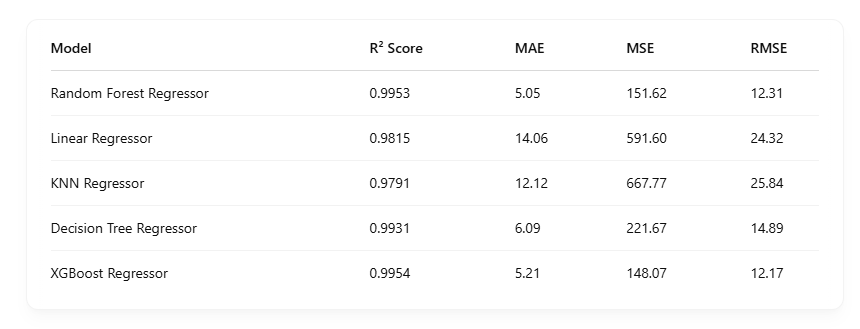 Model R² Score MAE MSE RMSE
Random Forest Regressor 0.9953 5.05 151.62 12.31
Linear Regressor 0.9815 14.06 591.60 24.32
KNN Regressor 0.9791 12.12 667.77 25.84
Decision Tree Regressor 0.9931 6.09 221.67 14.89
XGBoost Regressor 0.9954 5.21 148.07 12.17